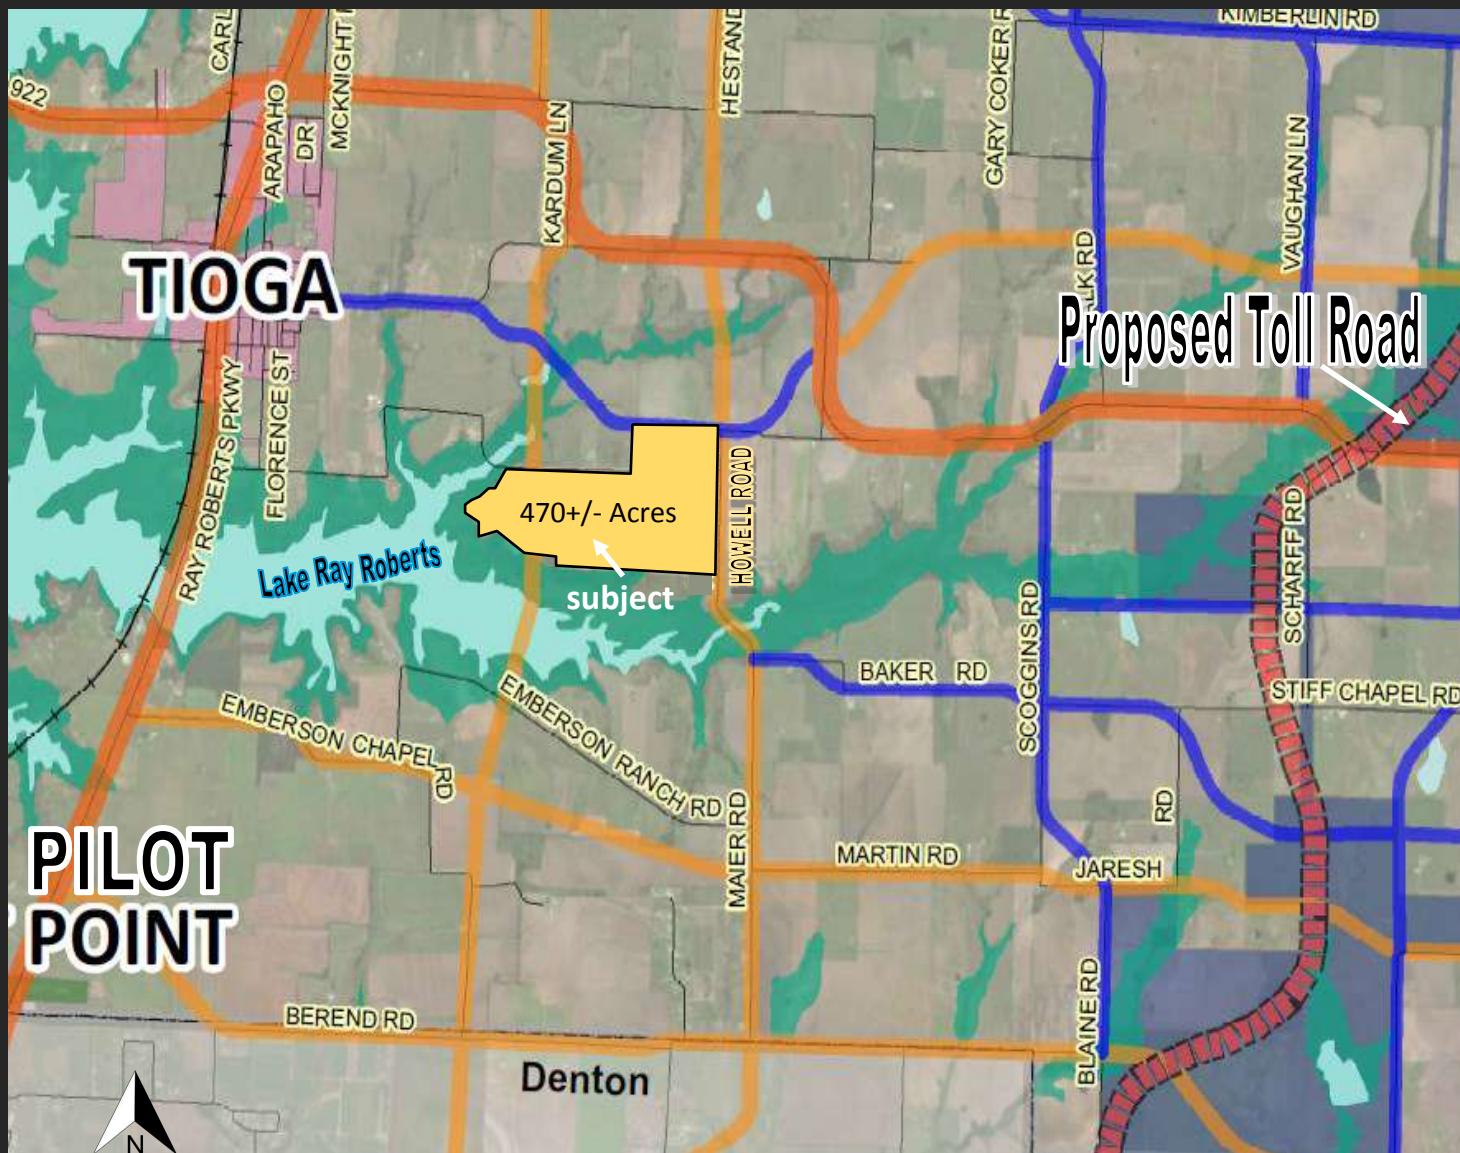 KIMBERLIN RD
CARL
MCKNIGHT
HESTAND
GARY COKER R
922
ARAPAHO
DR
KARDUM LN
VAUGHAN LN
TIOGA
ALK RD
Proposed Toll Road
RAY ROBERTS PKWY
FLORENCE ST
HOWELL ROAD
470+/- Acres
Lake Ray Roberts
subject
SCHARFF RD
SCOGGINS RD
BAKER RD
STIFF CHAPEL RD
EMBERSON CHAPEL RD
EMBERSON RANCH RD
MAIER RD
RD
PILOT
POINT
MARTIN RD
JARESH
BLAINE RD
BEREND RD
Denton
N